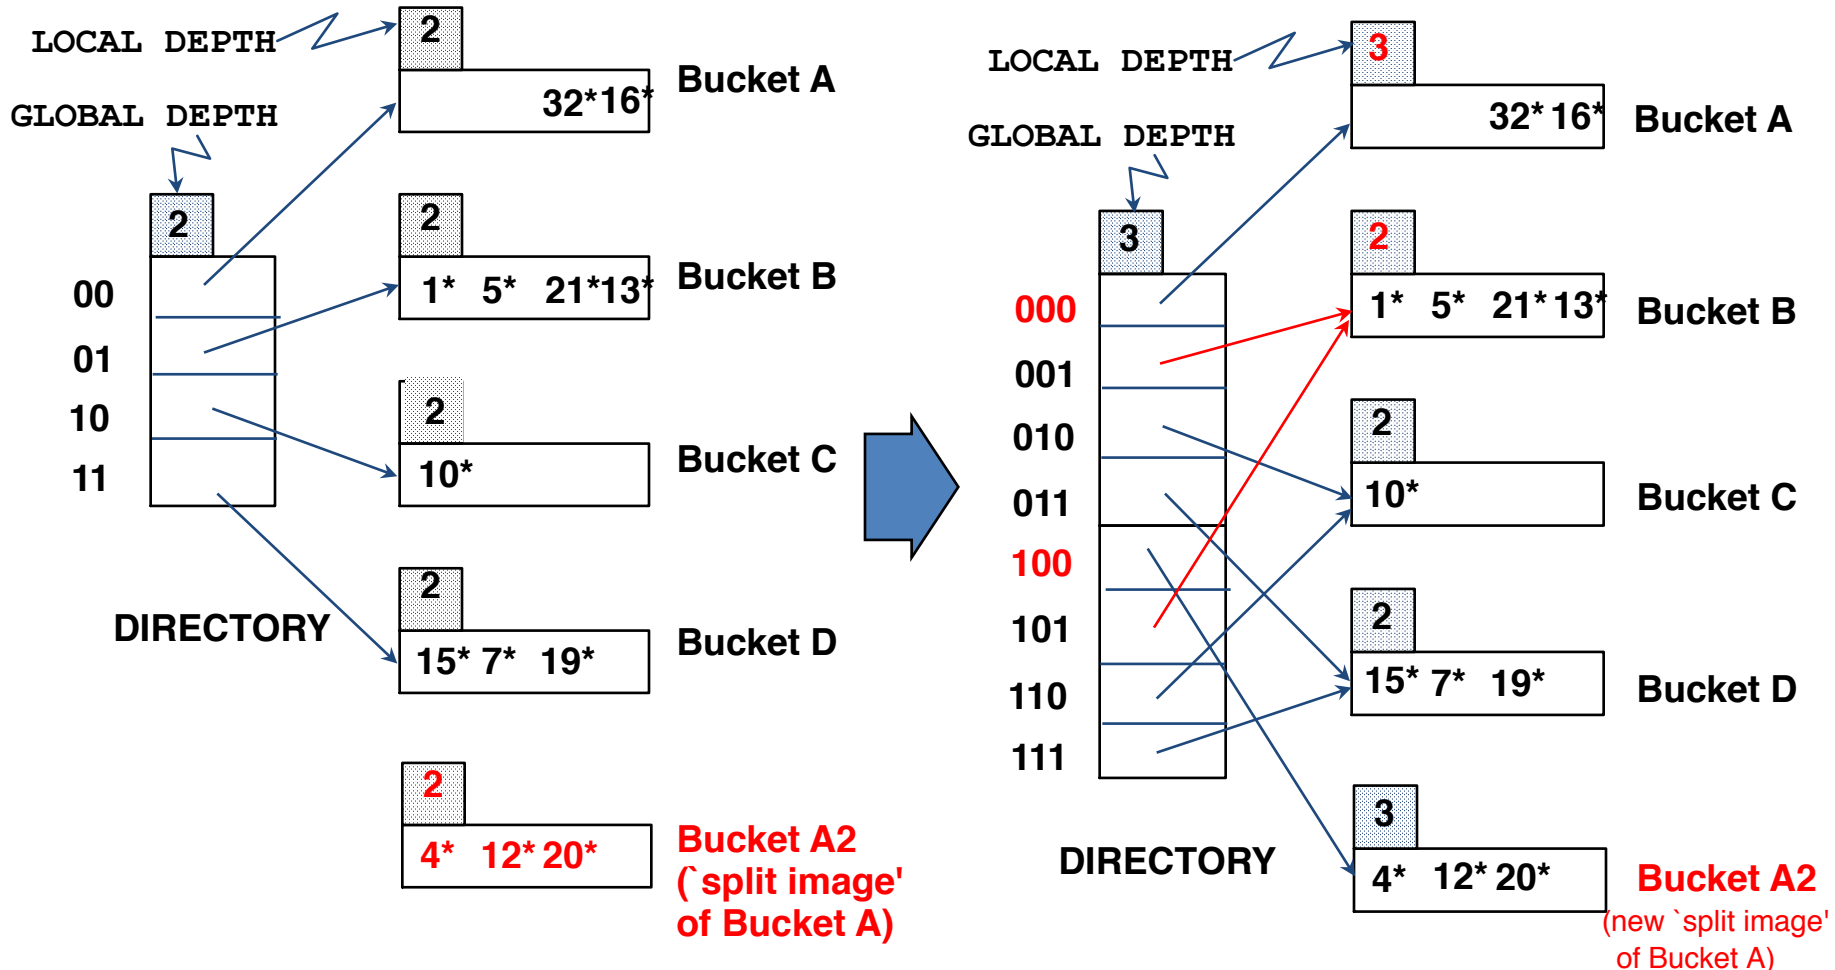 LOCAL DEPTH
2
32* 16*
Bucket A
GLOBAL DEPTH
2
2
1* 5* 21* 13*
Bucket B
00
01
10
11
2
10*
Bucket C
DIRECTORY
2
15* 7* 19*
Bucket D
2
4* 12* 20*
Bucket A2
(`split image'
of Bucket A)
LOCAL DEPTH
3
32* 16*
Bucket A
GLOBAL DEPTH
3
2
1* 5* 21* 13*
Bucket B
000
001
010
011
100
101
110
111
2
10*
Bucket C
2
15* 7* 19*
Bucket D
DIRECTORY
3
4* 12* 20*
Bucket A2
(new `split image'
of Bucket A)